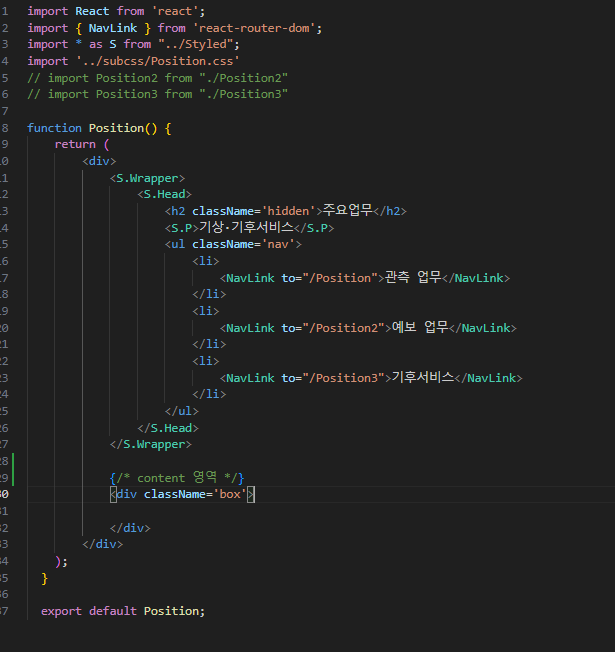 1 import React from 'react';
2 import { NavLink } from 'react-router-dom';
3 import * as S from "../Styled";
4 import '../subcss/Position.css'
5 // import Position2 from "./Position2"
6 // import Position3 from "./Position3"
7
8 function Position() {
9 return (
10 <div>
11 <S.Wrapper>
12 <S.Head>
13 <h2 className='hidden'>주요업무</h2>
14 <S.P>기상·기후서비스</S.P>
15 <ul className='nav'>
16 <li>
17 <NavLink to="/Position">관측 업무</NavLink>
18 </li>
19 <li>
20 <NavLink to="/Position2">예보 업무</NavLink>
21 </li>
22 <li>
23 <NavLink to="/Position3">기후서비스</NavLink>
24 </li>
25 </ul>
26 </S.Head>
27 </S.Wrapper>
28
29 {/* content 영역 */}
30 <div className='box'>
31
32 </div>
33 </div>
34 );
35 }
36
37 export default Position;